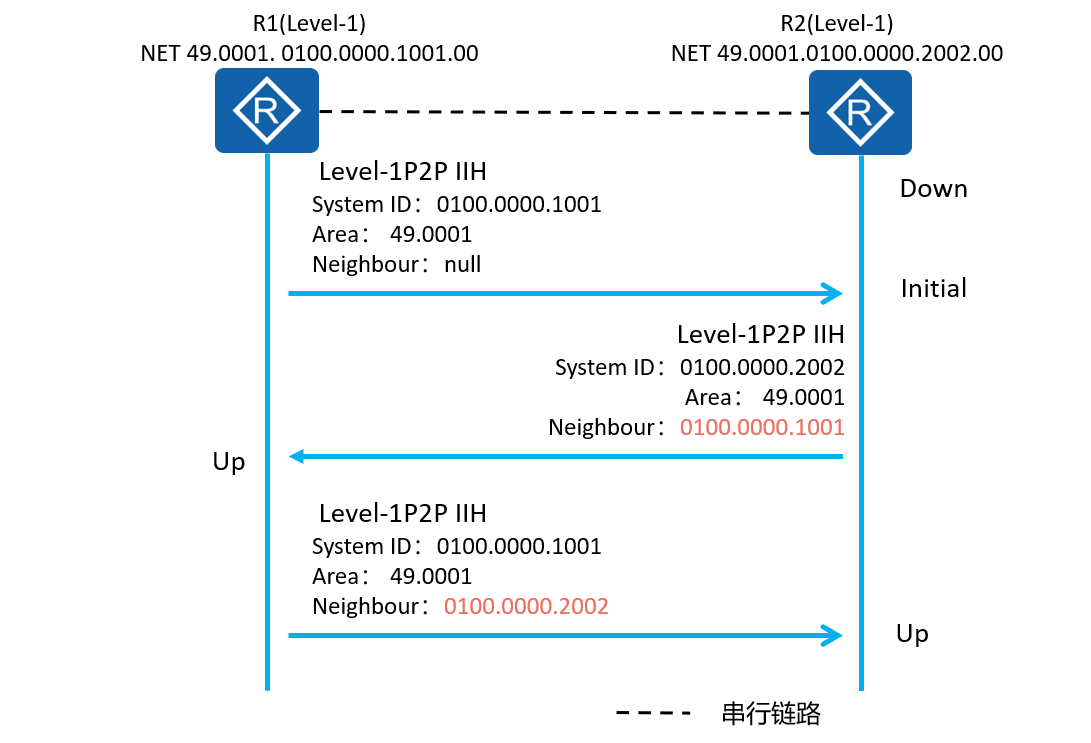 R1(Level-1)
NET 49.0001. 0100.0000.1001.00
R2(Level-1)
NET 49.0001.0100.0000.2002.00
R
R
Level-1P2P IIH
System ID：0100.0000.1001
Area： 49.0001
Neighbour：null
Down
Initial
Level-1P2P IIH
System ID：0100.0000.2002
Area： 49.0001
Neighbour：0100.0000.1001
Up
Level-1P2P IIH
System ID：0100.0000.1001
Area： 49.0001
Neighbour：0100.0000.2002
Up
串行链路